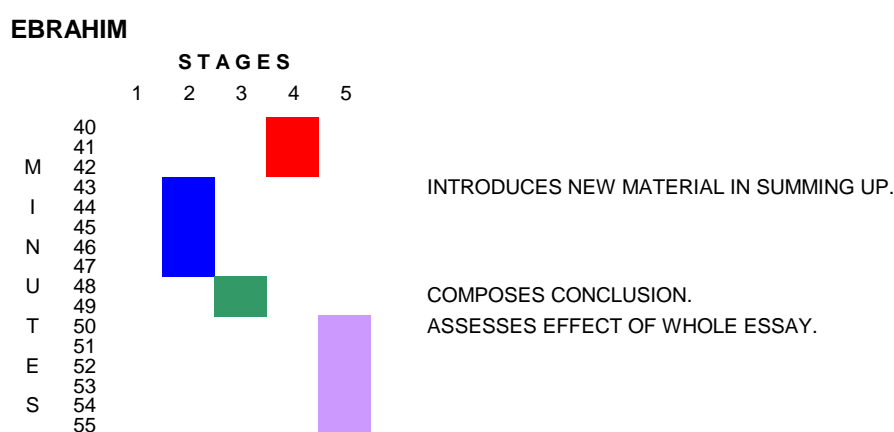 EBRAHIM
S T A G E S
1 2 3 4 5
40
41
M 42
43 INTRODUCES NEW MATERIAL IN SUMMING UP.
I 44
45
N 46
47
U 48 COMPOSES CONCLUSION.
49
T 50 ASSESSES EFFECT OF WHOLE ESSAY.
51
E 52
53
S 54
55